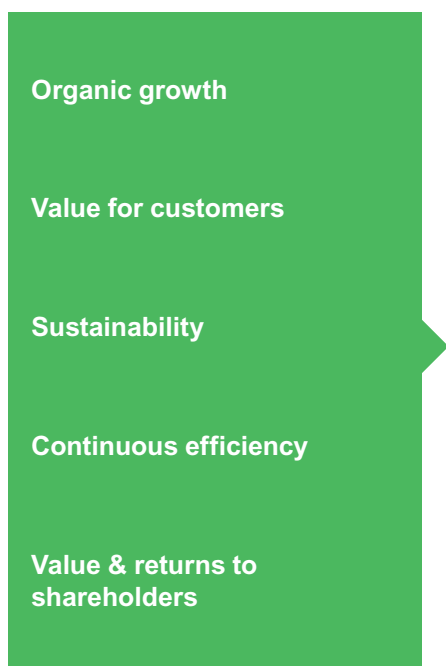 Organic growth
Value for customers
Sustainability
Continuous efficiency
Value & returns to
shareholders